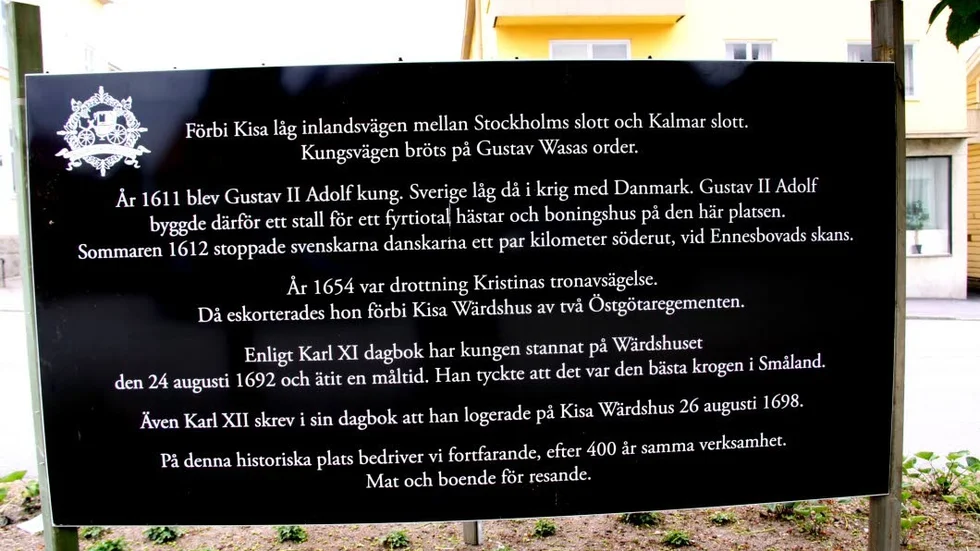 Förbi Kisa låg inlandsvägen mellan Stockholms slott och Kalmar slott.
Kungsvägen bröts på Gustav Wasas order.
År 1611 blev Gustav II Adolf kung. Sverige låg då i krig med Danmark. Gustav II Adolf
byggde därför ett stall för ett fyrtiotal hästar och boningshus på den här platsen.
Sommaren 1612 stoppade svenskarna danskarna ett par kilometer söderut, vid Ennesbovads skans.
År 1654 var drottning Kristinas tronavsägelse.
Då eskorterades hon förbi Kisa Wärdshus av två Östgötaregementen.
Enligt Karl XI dagbok har kungen stannat på Wärdshuset
den 24 augusti 1692 och ätit en måltid. Han tyckte att det var den bästa krogen i Småland.
Även Karl XII skrev i sin dagbok att han logerade på Kisa Wärdshus 26 augusti 1698.
På denna historiska plats bedriver vi fortfarande, efter 400 år samma verksamhet.
Mat och boende för resande.